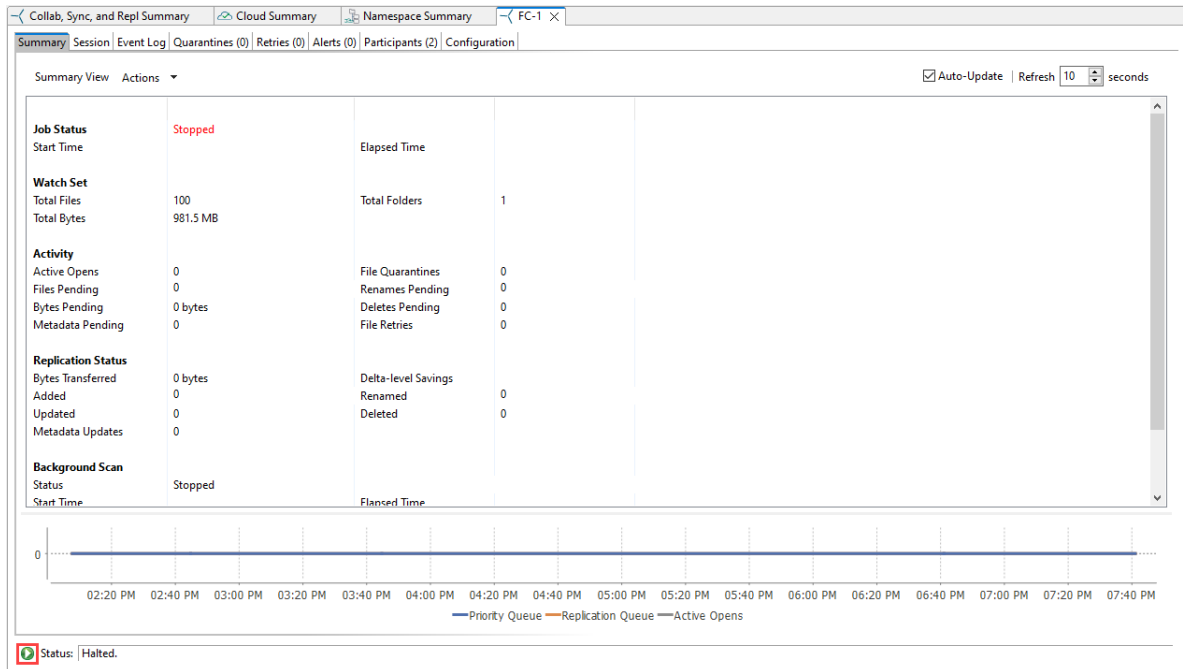 Collab, Sync, and Repl Summary Cloud Summary Namespace Summary FC-1
Summary Session Event Log Quarantines (0) Retries (0) Alerts (0) Participants (2) Configuration
Summary View Actions Auto-Update Refresh 10 seconds
Job Status Stopped
Start Time Elapsed Time
Watch Set
Total Files 100 Total Folders 1
Total Bytes 981.5 MB
Activity
Active Opens 0 File Quarantines 0
Files Pending 0 Renames Pending 0
Bytes Pending 0 bytes Deletes Pending 0
Metadata Pending 0 File Retries 0
Replication Status
Bytes Transferred 0 bytes Delta-level Savings
Added 0 Renamed 0
Updated 0 Deleted 0
Metadata Updates 0
Background Scan
Status Stopped
Start Time Elapsed Time
0
02:20 PM 02:40 PM 03:00 PM 03:20 PM 03:40 PM 04:00 PM 04:20 PM 04:40 PM 05:00 PM 05:20 PM 05:40 PM 06:00 PM 06:20 PM 06:40 PM 07:00 PM 07:20 PM 07:40 PM
Priority Queue Replication Queue Active Opens
Status: Halted.